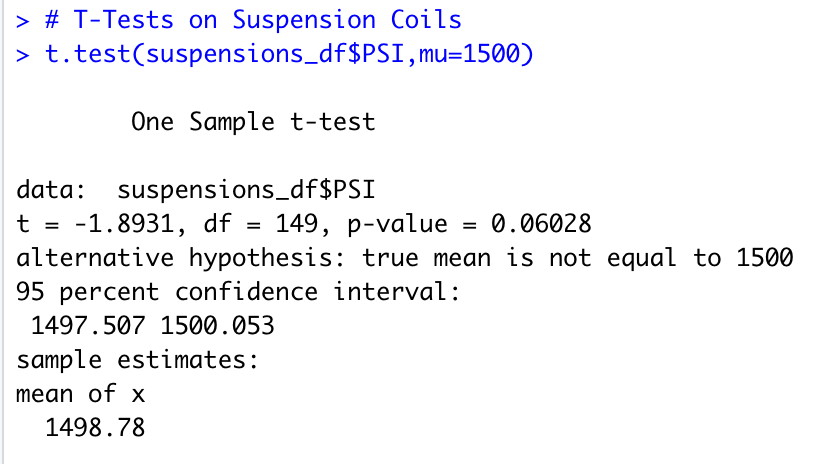 > # T-Tests on Suspension Coils
> t.test(suspensions_df$PSI,mu=1500)
One Sample t-test
data:  suspensions_df$PSI
t = -1.8931, df = 149, p-value = 0.06028
alternative hypothesis: true mean is not equal to 1500
95 percent confidence interval:
 1497.507 1500.053
sample estimates:
mean of x
  1498.78